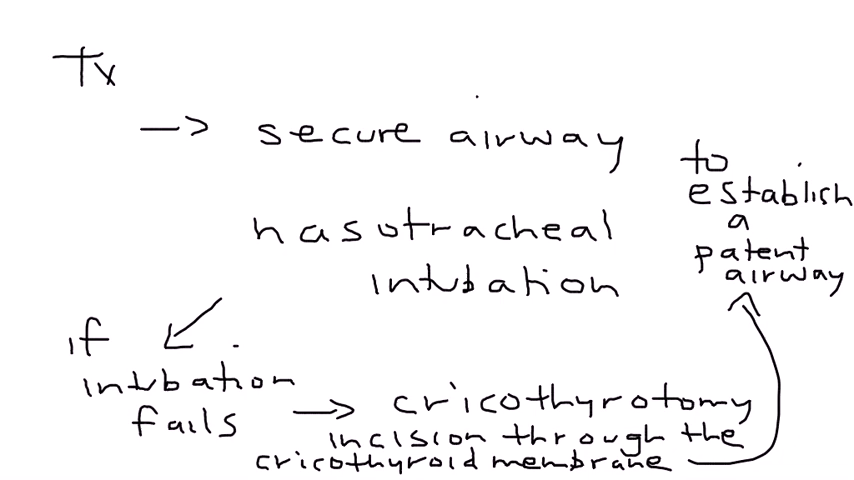 Tx
→ secure airway
nasotracheal
intubation
to
establish
a
patent
airway
if
intubation
fails → cricothyrotomy
incision through the
cricothyroid membrane